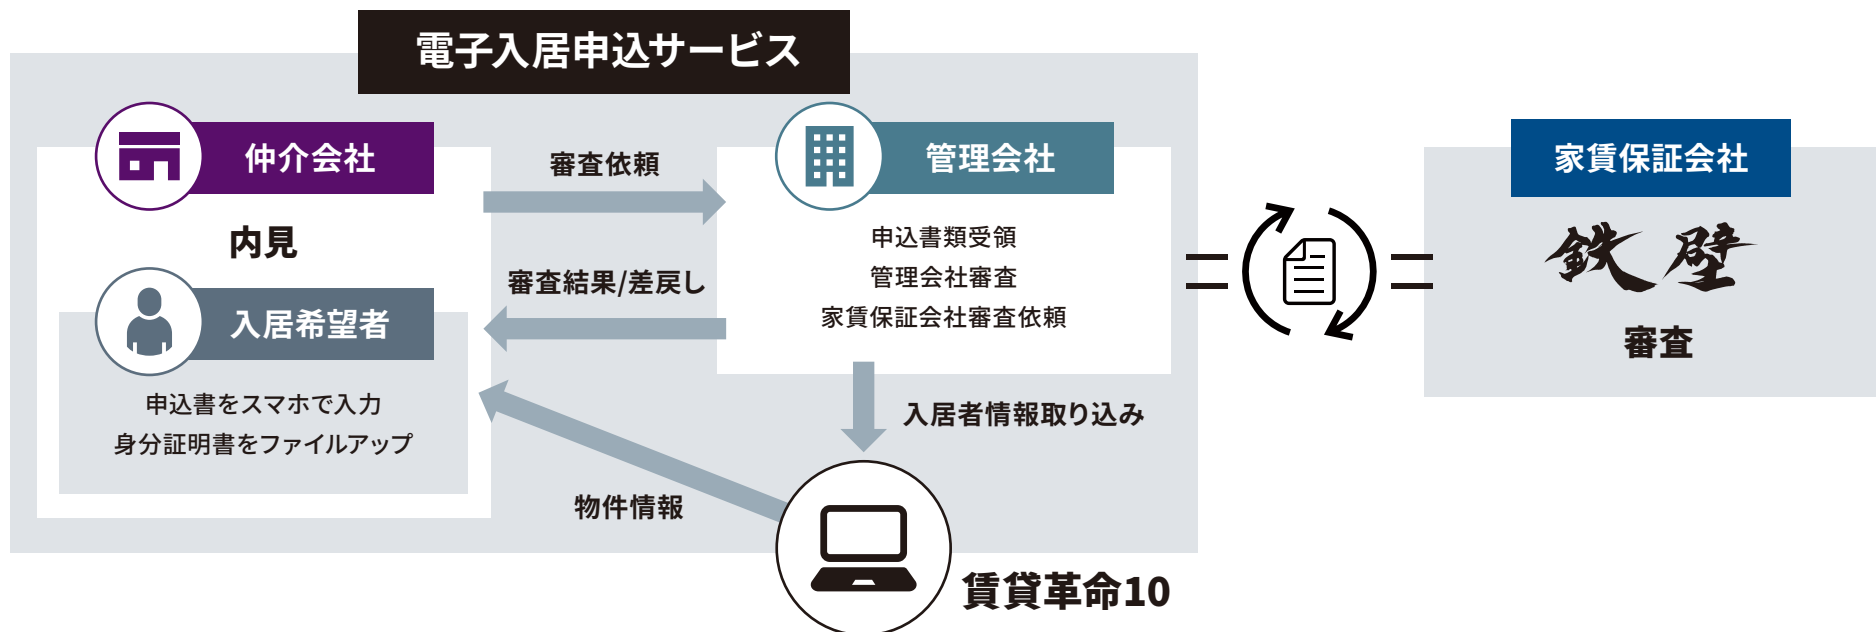 電子入居申込サービス
仲介会社
内見
入居希望者
申込書をスマホで入力
身分証明書をファイルアップ
審査依頼
審査結果/差戻し
物件情報
管理会社
申込書類受領
管理会社審査
家賃保証会社審査依頼
入居者情報取り込み
賃貸革命10
家賃保証会社
鉄壁
審査